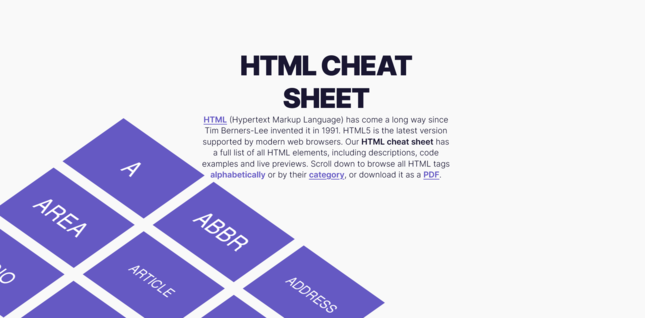 HTML CHEAT
SHEET
HTML (Hypertext Markup Language) has come a long way since
Tim Berners-Lee invented it in 1991. HTML5 is the latest version
supported by modern web browsers. Our HTML cheat sheet has
a full list of all HTML elements, including descriptions, code
examples and live previews. Scroll down to browse all HTML tags
alphabetically or by their category, or download it as a PDF.
A
AREA
ABBR
ARTICLE
ADDRESS